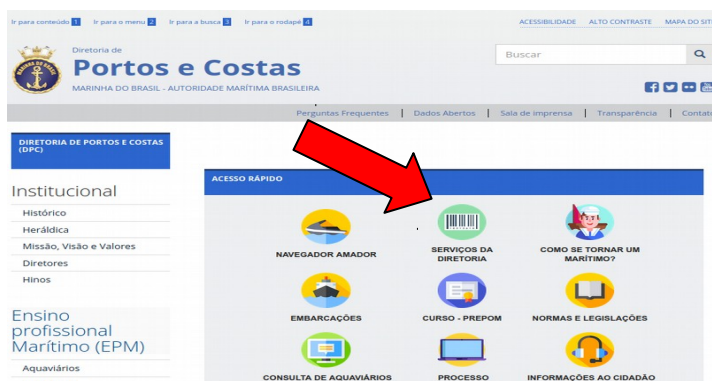 Ir para conteúdo 1 Ir para o menu 2 Ir para a busca 3 Ir para o rodapé 4
ACESSIBILIDADE ALTO CONTRASTE MAPA DO SIT
Diretoria de
Portos e Costas
MARINHA DO BRASIL - AUTORIDADE MARÍTIMA BRASILEIRA
Buscar
Perguntas Frequentes | Dados Abertos | Sala de imprensa | Transparência | Contat
DIRETORIA DE PORTOS E COSTAS
(DPC)
Institucional
Histórico
Heráldica
Missão, Visão e Valores
Diretores
Hinos
Ensino
profissional
Marítimo (EPM)
Aquaviários
ACESSO RÁPIDO
NAVEGADOR AMADOR
SERVIÇOS DA
DIRETORIA
COMO SE TORNAR UM
MARÍTIMO?
EMBARCAÇÕES
CURSO - PREPOM
NORMAS E LEGISLAÇÕES
CONSULTA DE AQUAVIÁRIOS
PROCESSO
INFORMAÇÕES AO CIDADÃO